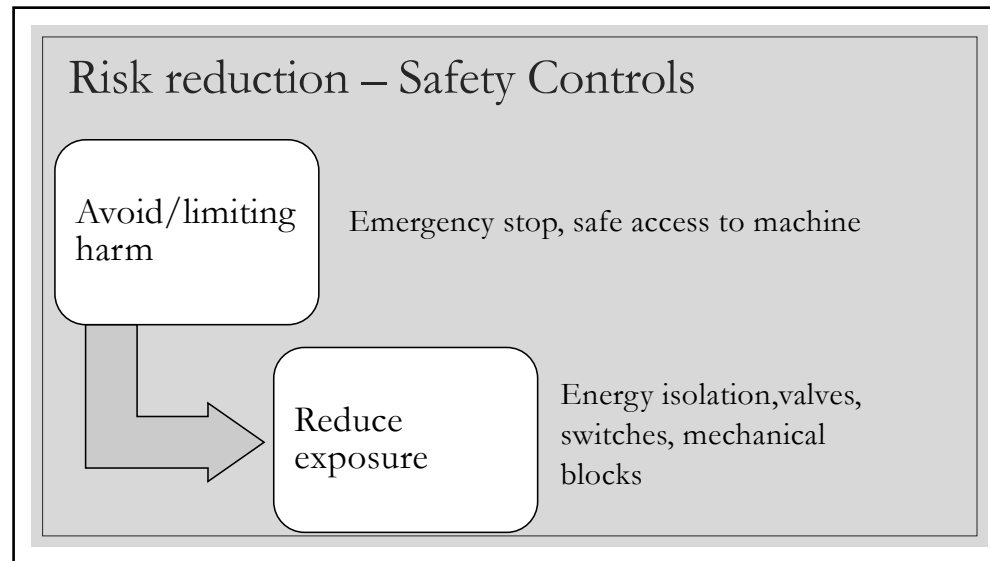 Risk reduction – Safety Controls
Avoid/limiting
harm
Emergency stop, safe access to machine
Reduce
exposure
Energy isolation,valves,
switches, mechanical
blocks